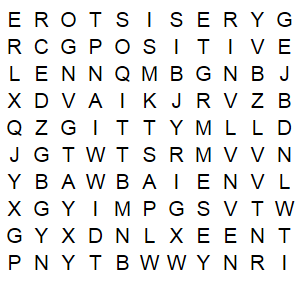 E R O T S I S E R Y G
R C G P O S I T I V E
L E N N Q M B G N B J
X D V A I K J R V Z B
Q Z G I T T Y M L L D
J G T W T S R M V V N
Y B A W B A I E N V L
X G Y I M P G S V T W
G Y X D N L X E E N T
P N Y T B W W Y N R I